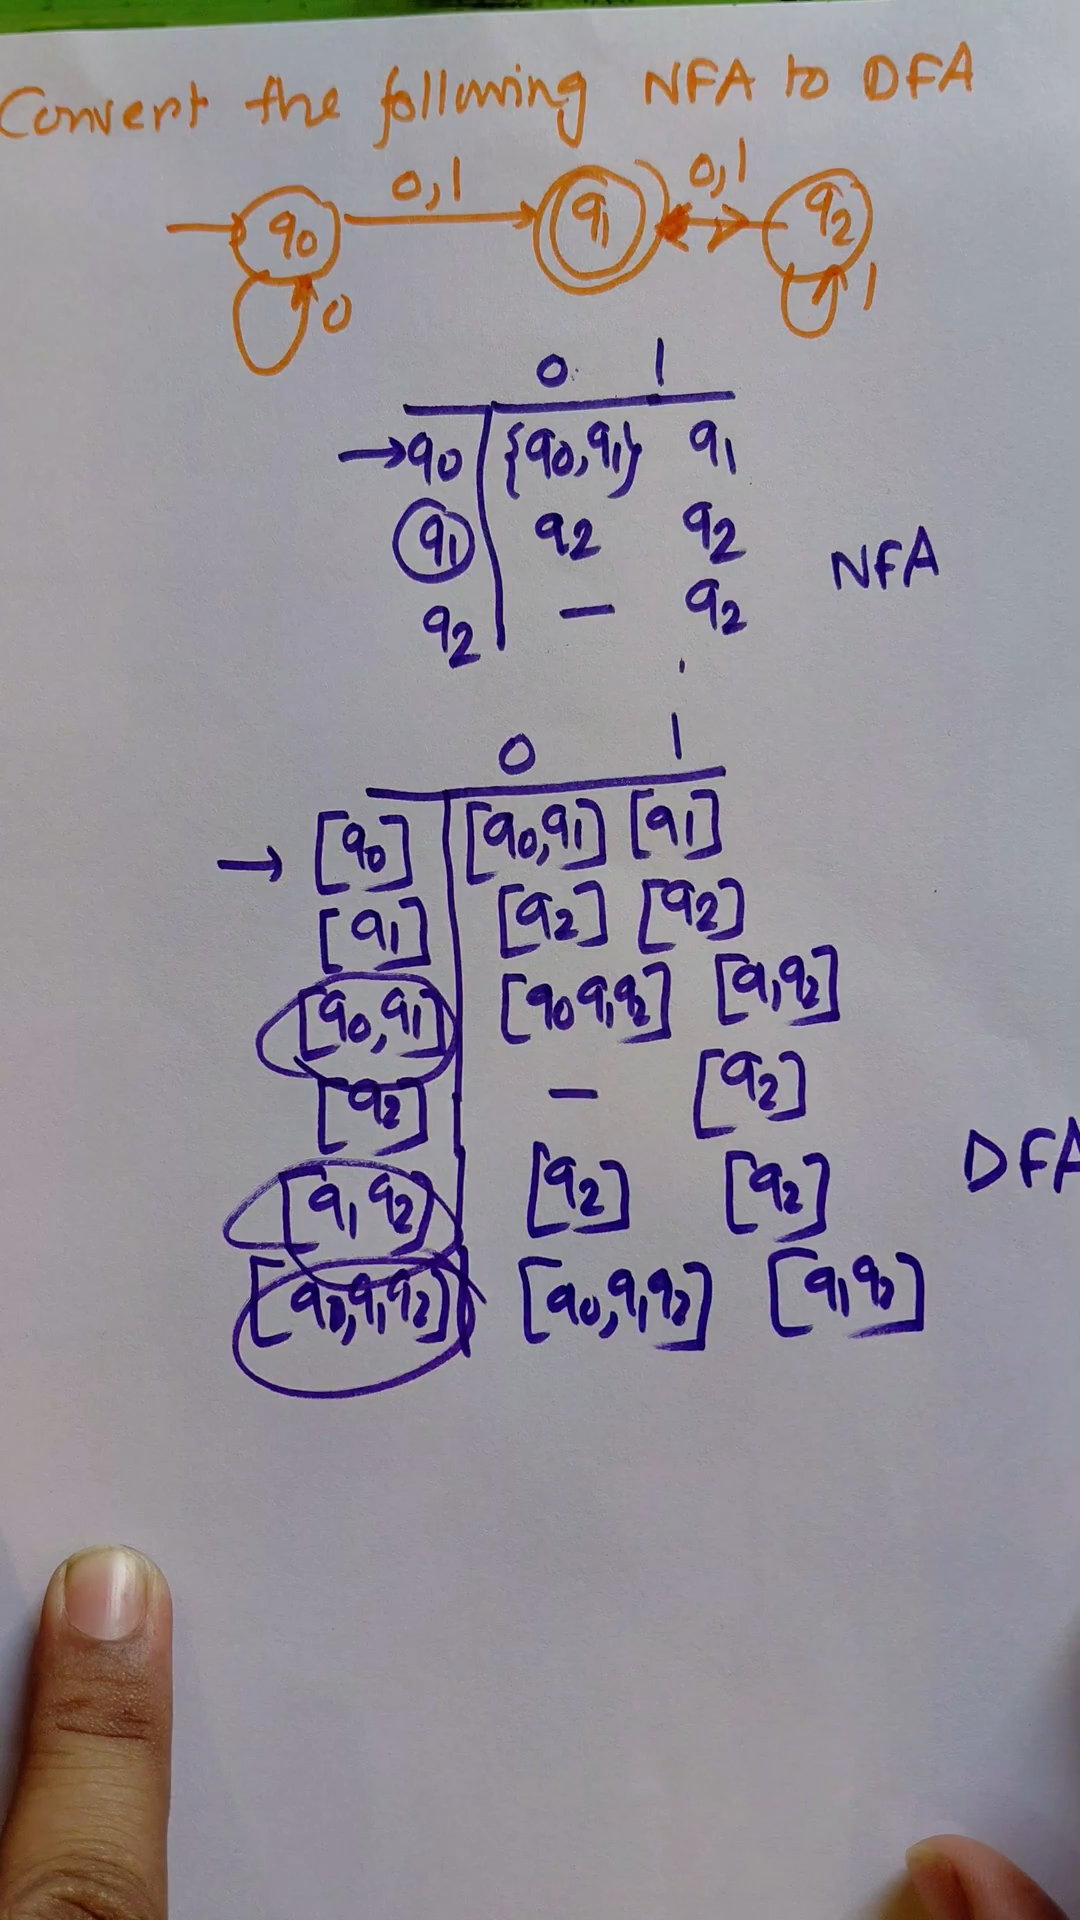 Convert the following NFA to DFA
0,1 0,1
q0 q1 q2
0 1
0 1
→q0 {q0,q1} q1
q1 q2 q2
NFA
q2 – q2
0 1
→ [q0] [q0,q1] [q1]
[q1] [q2] [q2]
[q0,q1] [q0q1q2] [q1q2]
[q2] – [q2]
[q1q2] [q2] [q2]
DFA
[q0,q1q2] [q0,q1q2] [q1q2]